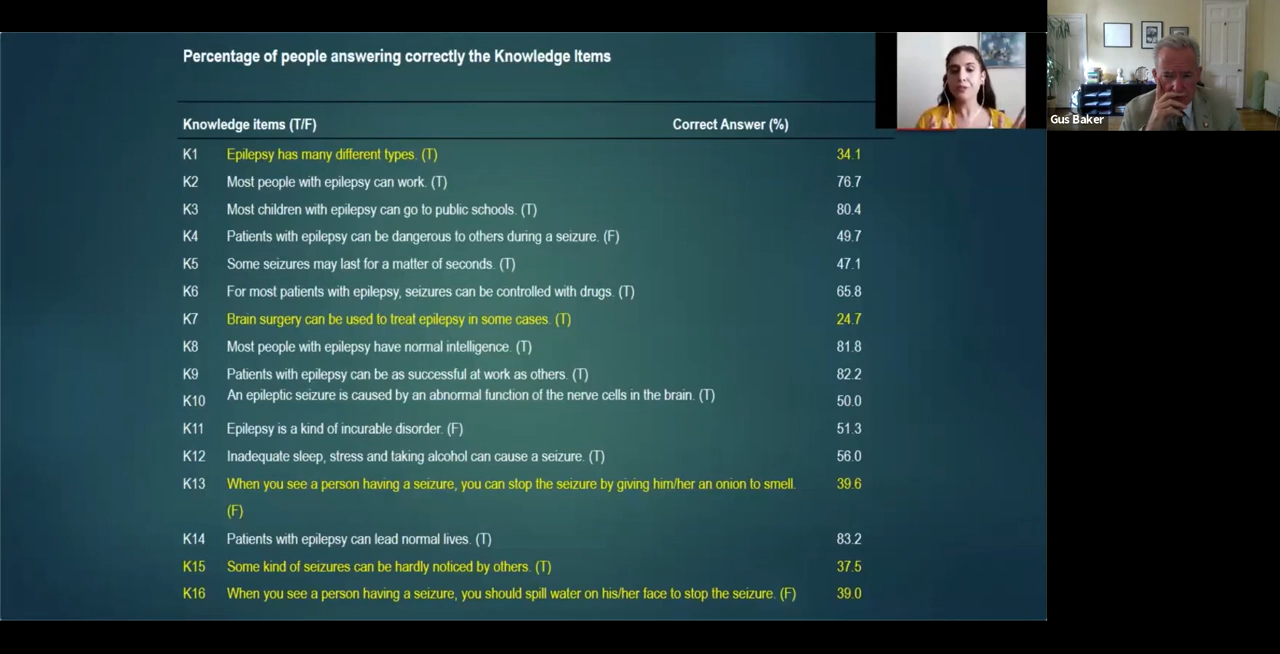 Percentage of people answering correctly the Knowledge Items
Knowledge items (T/F) Correct Answer (%)
K1 Epilepsy has many different types. (T) 34.1
K2 Most people with epilepsy can work. (T) 76.7
K3 Most children with epilepsy can go to public schools. (T) 80.4
K4 Patients with epilepsy can be dangerous to others during a seizure. (F) 49.7
K5 Some seizures may last for a matter of seconds. (T) 47.1
K6 For most patients with epilepsy, seizures can be controlled with drugs. (T) 65.8
K7 Brain surgery can be used to treat epilepsy in some cases. (T) 24.7
K8 Most people with epilepsy have normal intelligence. (T) 81.8
K9 Patients with epilepsy can be as successful at work as others. (T) 82.2
K10 An epileptic seizure is caused by an abnormal function of the nerve cells in the brain. (T) 50.0
K11 Epilepsy is a kind of incurable disorder. (F) 51.3
K12 Inadequate sleep, stress and taking alcohol can cause a seizure. (T) 56.0
K13 When you see a person having a seizure, you can stop the seizure by giving him/her an onion to smell. 39.6
(F)
K14 Patients with epilepsy can lead normal lives. (T) 83.2
K15 Some kind of seizures can be hardly noticed by others. (T) 37.5
K16 When you see a person having a seizure, you should spill water on his/her face to stop the seizure. (F) 39.0
Gus Baker